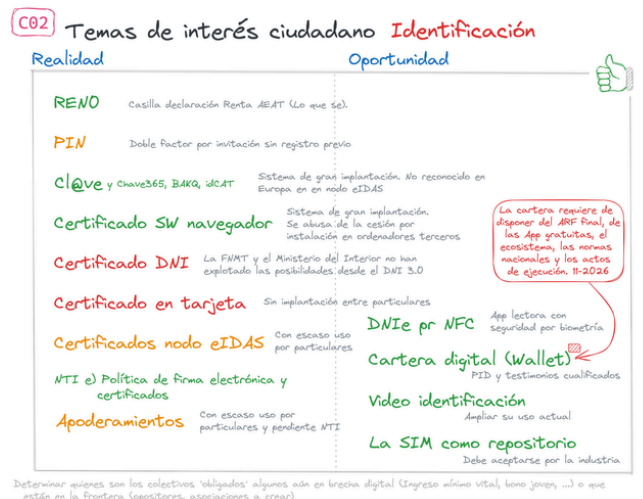 C02
Temas de interés ciudadano Identificación
Realidad
Oportunidad
RENO
Casilla declaración Renta AEAT (Lo que se).
PIN
Doble factor por invitación sin registro previo
Cl@ve y Chave365, BAKQ, idCAT
Sistema de gran implantación. No reconocido en
Europa en en nodo eIDAS
Certificado SW navegador
Sistema de gran implantación.
Se abusa de la cesión por
instalación en ordenadores terceros
Certificado DNI
La FNMT y el Ministerio del Interior no han
explotado las posibilidades desde el DNI 3.0
Certificado en tarjeta
Sin implantación entre particulares
Certificados nodo eIDAS
Con escaso uso
por particulares
NTI e) Política de firma electrónica y
certificados
Apoderamientos
Con escaso uso por
particulares y pendiente NTI
La cartera requiere de
disponer del ARF final, de
las App gratuitas, el
ecosistema, las normas
nacionales y los actos
de ejecución. 11-2026
DNIe pr NFC
App lectora con
seguridad por biometría
Cartera digital (Wallet)
PID y testimonios cualificados
Video identificación
Ampliar su uso actual
La SIM como repositorio
Debe aceptarse por la industria
Determinar quienes son los colectivos 'obligados' algunos aún en brecha digital (Ingreso mínimo vital, bono joven, ...) o que
están en la frontera (opositores, asociaciones a crear)